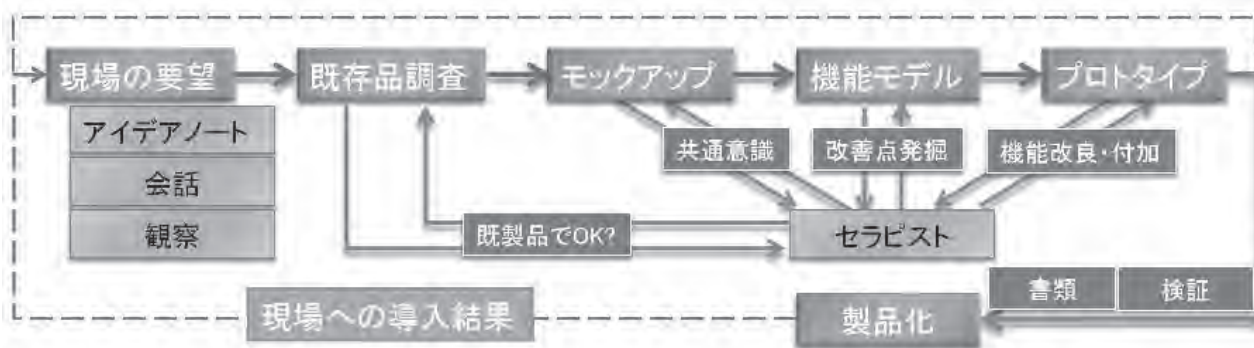 現場の要望
既存品調査
モックアップ
機能モデル
プロトタイプ
アイデアノート
会話
観察
共通意識
改善点発掘
機能改良・付加
既製品でOK?
セラピスト
書類
検証
現場への導入結果
製品化